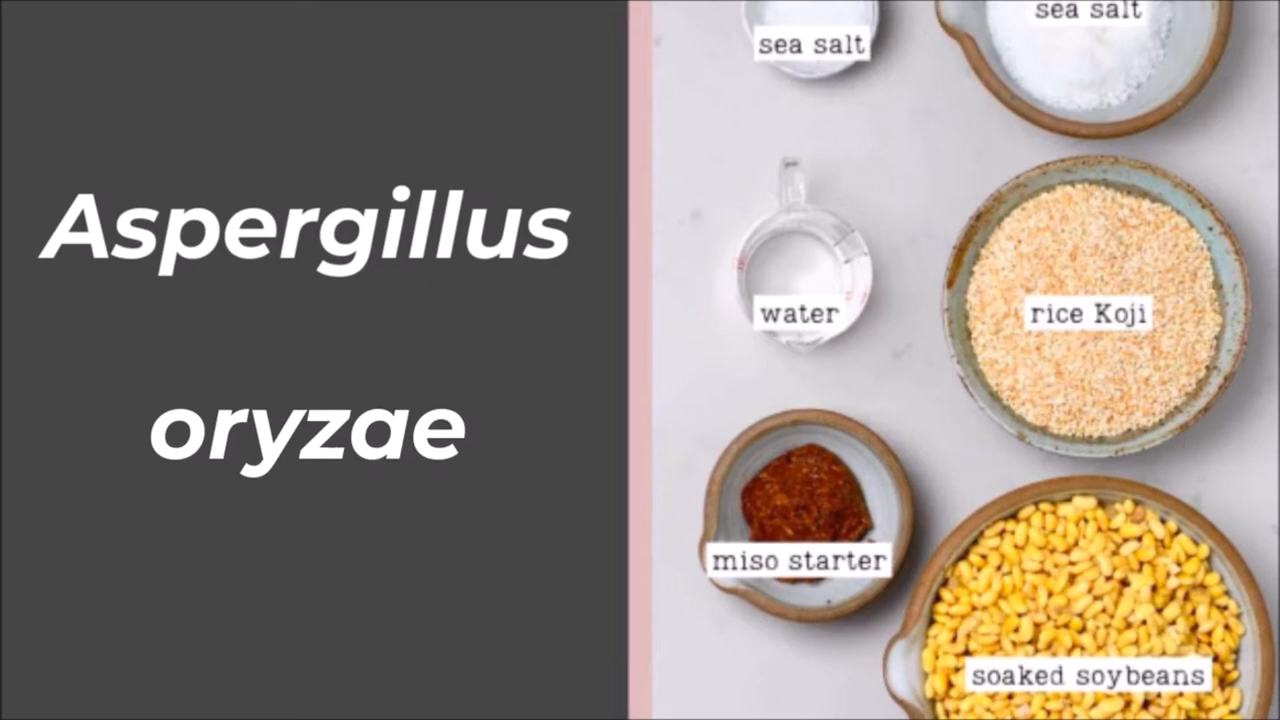 Aspergillus
oryzae
sea salt
sea salt
water
rice Koji
miso starter
soaked soybeans